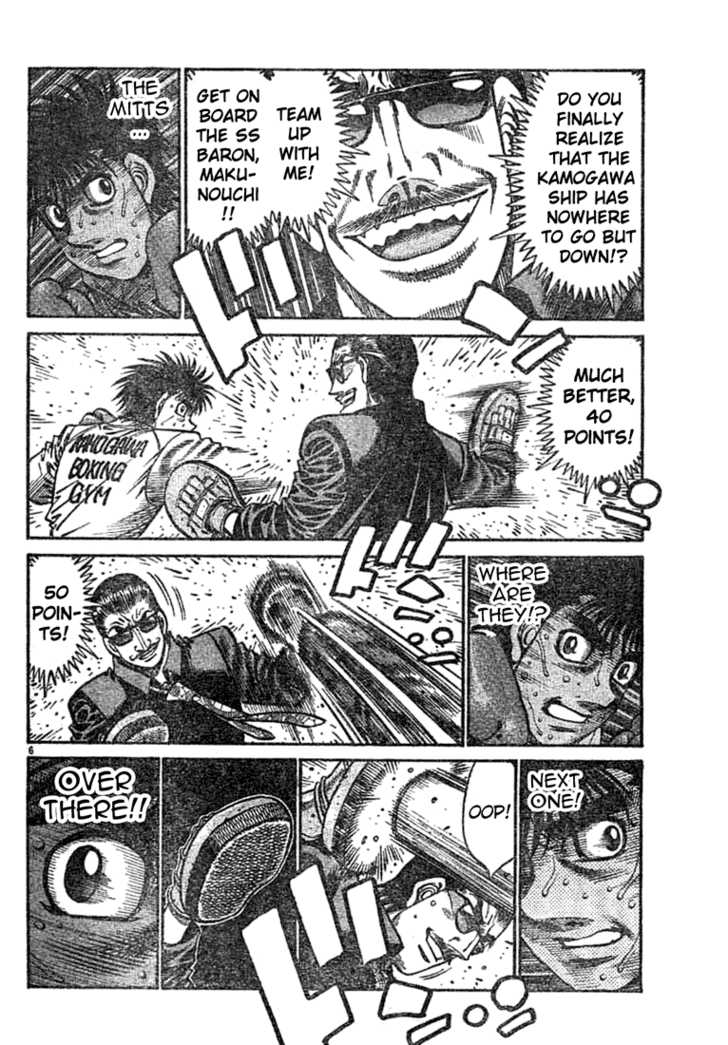 DO YOU
FINALLY
REALIZE
THAT THE
KAMOGAWA
SHIP HAS
NOWHERE
TO GO BUT
DOWN!?
TEAM
UP
WITH
ME!
GET ON
BOARD
THE SS
BARON,
MAKU-
NOUCHI
!!
THE
MITTS
...
MUCH
BETTER,
40
POINTS!
KAMOGAWA
BOXING
GYM
WHERE
ARE
THEY!?
50
POIN-
TS!
6
NEXT
ONE!
OOP!
OVER
THERE!!